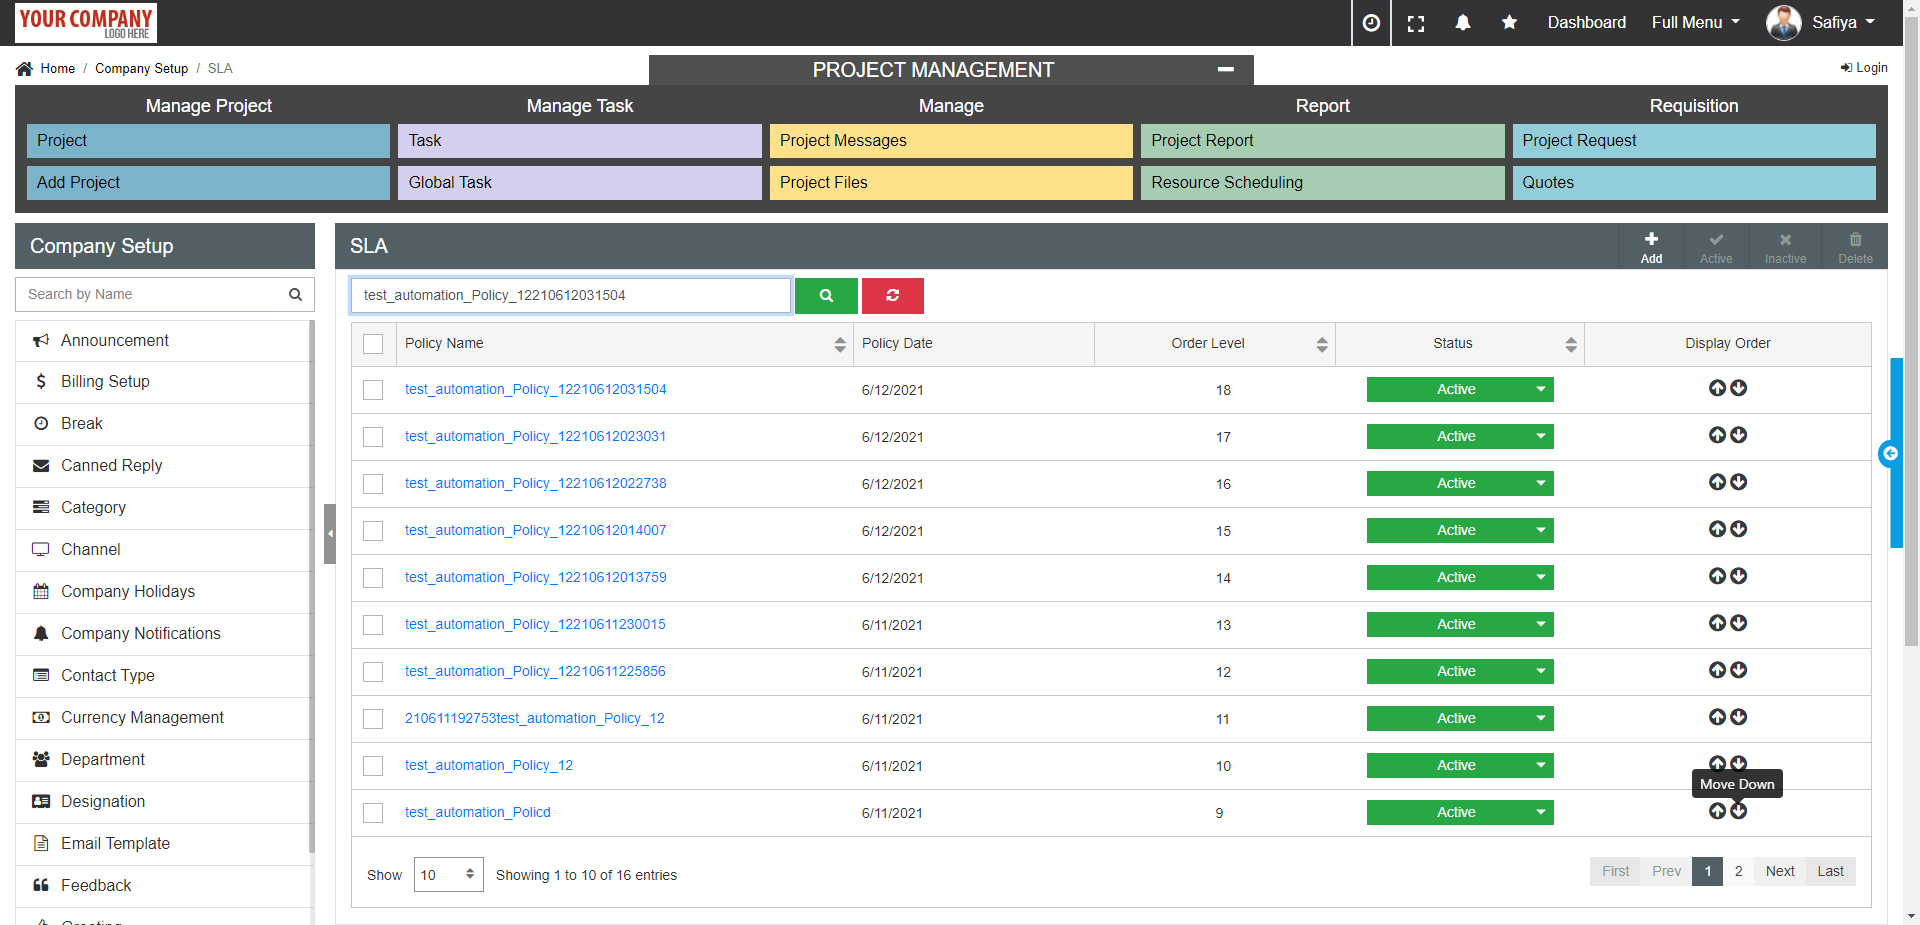 YOUR COMPANY
LOGO HERE
Dashboard
Full Menu
Safiya
Home / Company Setup / SLA
PROJECT MANAGEMENT
Login
Manage Project
Manage Task
Manage
Report
Requisition
Project
Task
Project Messages
Project Report
Project Request
Add Project
Global Task
Project Files
Resource Scheduling
Quotes
Company Setup
Search by Name
Announcement
Billing Setup
Break
Canned Reply
Category
Channel
Company Holidays
Company Notifications
Contact Type
Currency Management
Department
Designation
Email Template
Feedback
Greeting
SLA
Add
Active
Inactive
Delete
test_automation_Policy_12210612031504
Policy Name Policy Date Order Level Status Display Order
test_automation_Policy_12210612031504 6/12/2021 18 Active
test_automation_Policy_12210612023031 6/12/2021 17 Active
test_automation_Policy_12210612022738 6/12/2021 16 Active
test_automation_Policy_12210612014007 6/12/2021 15 Active
test_automation_Policy_12210612013759 6/12/2021 14 Active
test_automation_Policy_12210611230015 6/11/2021 13 Active
test_automation_Policy_12210611225856 6/11/2021 12 Active
210611192753test_automation_Policy_12 6/11/2021 11 Active
test_automation_Policy_12 6/11/2021 10 Active
Move Down
test_automation_Policd 6/11/2021 9 Active
Show 10 Showing 1 to 10 of 16 entries
First Prev 1 2 Next Last